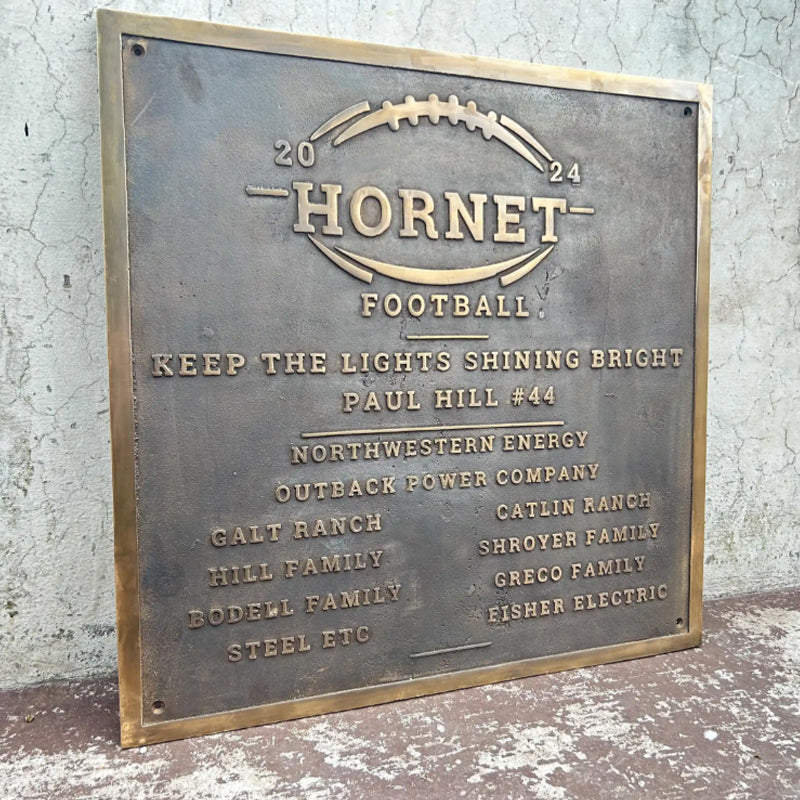 20 24
HORNET
FOOTBALL
KEEP THE LIGHTS SHINING BRIGHT
PAUL HILL #44
NORTHWESTERN ENERGY
OUTBACK POWER COMPANY
GALT RANCH
HILL FAMILY
BODELL FAMILY
STEEL ETC
CATLIN RANCH
SHROYER FAMILY
GRECO FAMILY
FISHER ELECTRIC